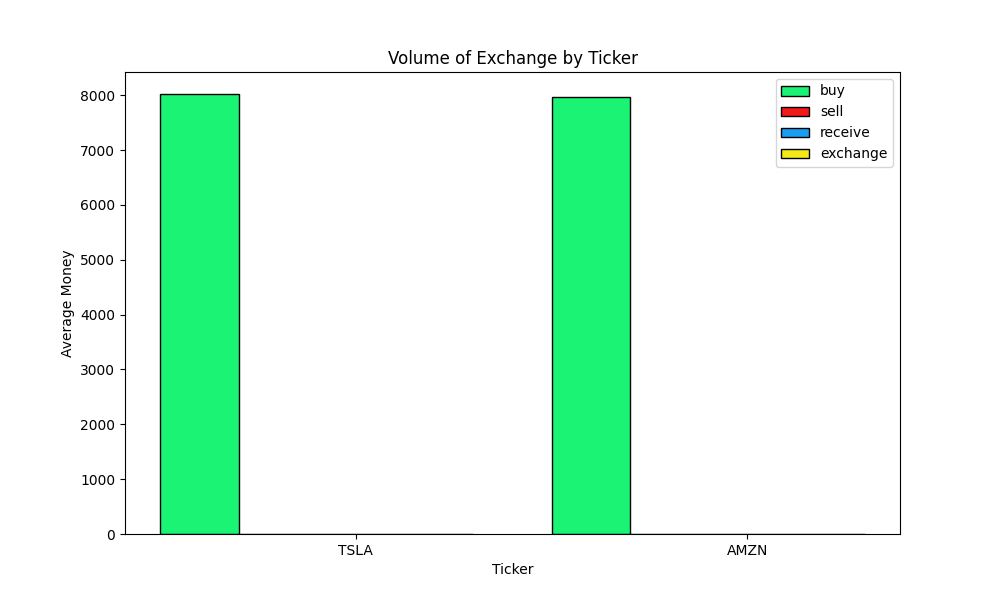 Volume of Exchange by Ticker
buy
sell
receive
exchange
8000
7000
6000
5000
4000
3000
2000
1000
0
Average Money
TSLA
AMZN
Ticker